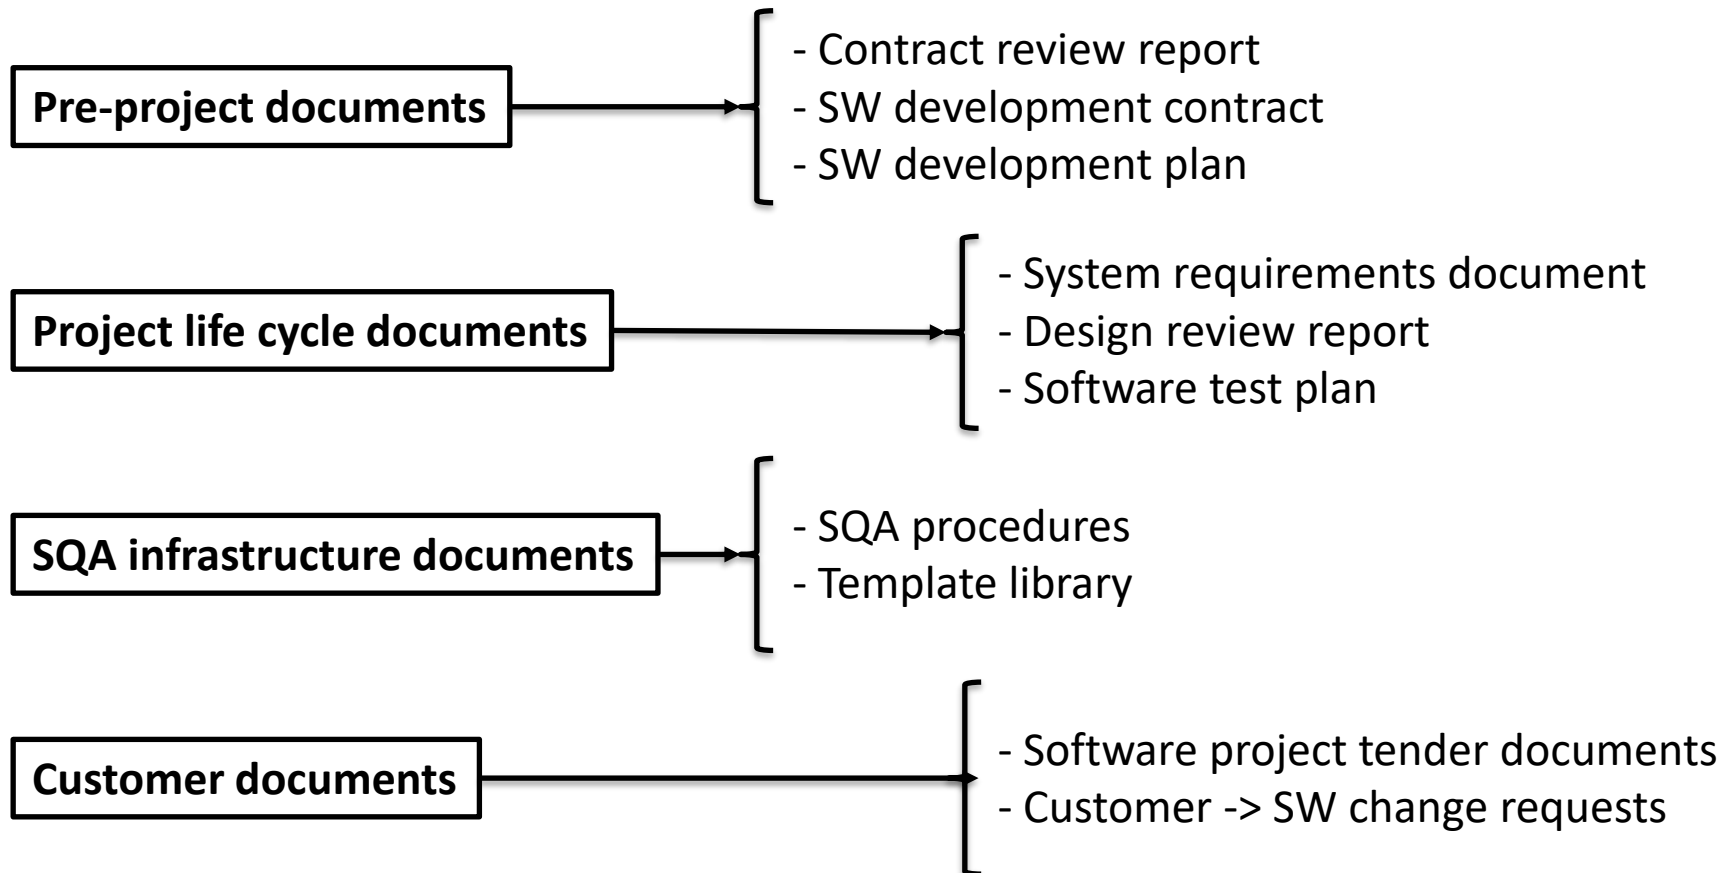 Pre-project documents
- Contract review report
- SW development contract
- SW development plan
Project life cycle documents
- System requirements document
- Design review report
- Software test plan
SQA infrastructure documents
- SQA procedures
- Template library
Customer documents
- Software project tender documents
- Customer -> SW change requests